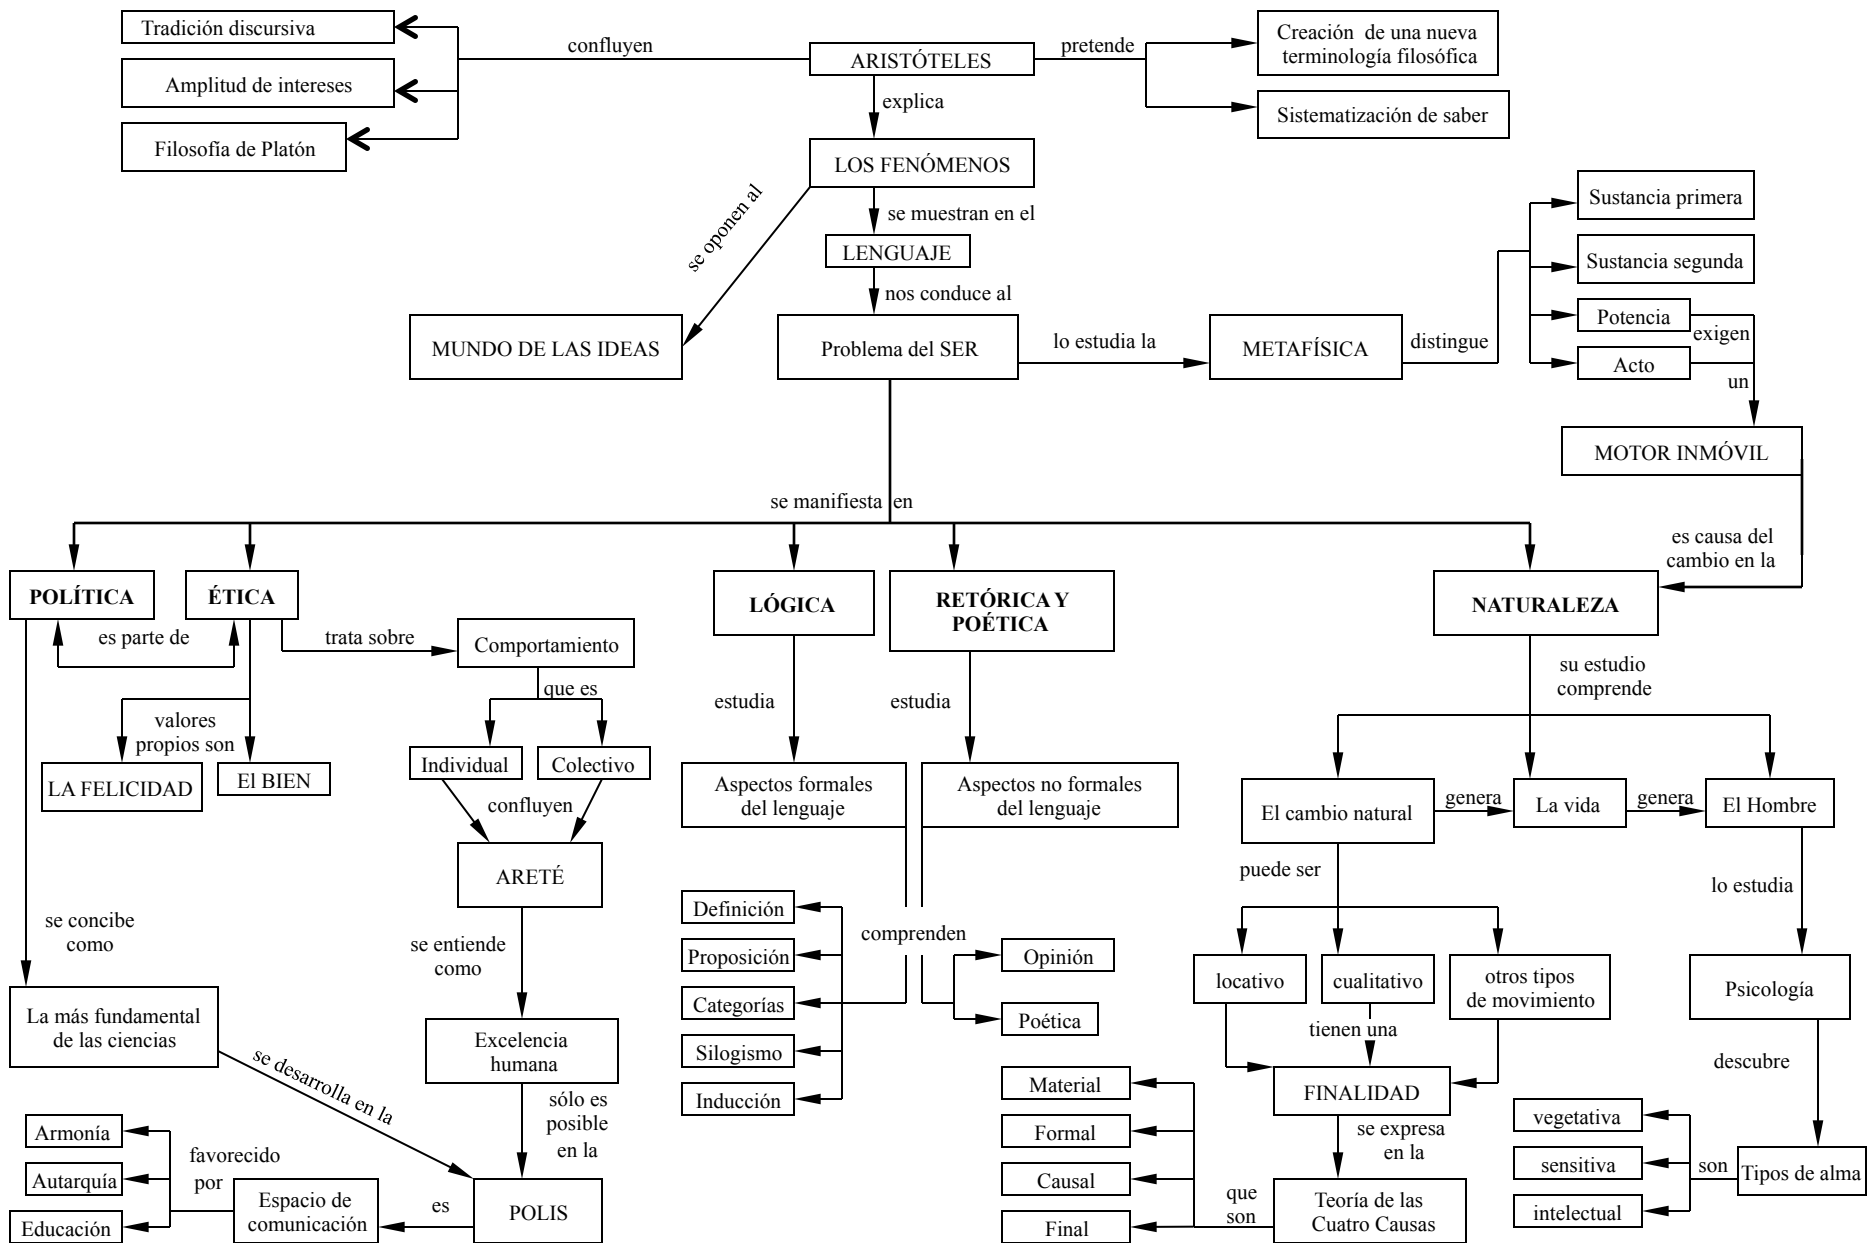 Tradición discursiva
Amplitud de intereses
Filosofía de Platón
confluyen
ARISTÓTELES
pretende
Creación de una nueva
terminología filosófica
Sistematización de saber
explica
LOS FENÓMENOS
se oponen al
se muestran en el
LENGUAJE
nos conduce al
MUNDO DE LAS IDEAS
Problema del SER
lo estudia la
METAFÍSICA
distingue
Sustancia primera
Sustancia segunda
Potencia
exigen
Acto
un
MOTOR INMÓVIL
es causa del
cambio en la
se manifiesta en
POLÍTICA
ÉTICA
LÓGICA
RETÓRICA Y
POÉTICA
NATURALEZA
es parte de
trata sobre
Comportamiento
que es
valores
propios son
LA FELICIDAD
El BIEN
Individual
Colectivo
confluyen
ARETÉ
se entiende
como
Excelencia
humana
sólo es
posible
en la
se concibe
como
La más fundamental
de las ciencias
se desarrolla en la
POLIS
es
Espacio de
comunicación
favorecido
por
Armonía
Autarquía
Educación
estudia
estudia
Aspectos formales
del lenguaje
Aspectos no formales
del lenguaje
comprenden
Definición
Proposición
Categorías
Silogismo
Inducción
Opinión
Poética
su estudio
comprende
El cambio natural
genera
La vida
genera
El Hombre
puede ser
locativo
cualitativo
otros tipos
de movimiento
tienen una
FINALIDAD
se expresa
en la
Teoría de las
Cuatro Causas
que
son
Material
Formal
Causal
Final
lo estudia
Psicología
descubre
Tipos de alma
son
vegetativa
sensitiva
intelectual